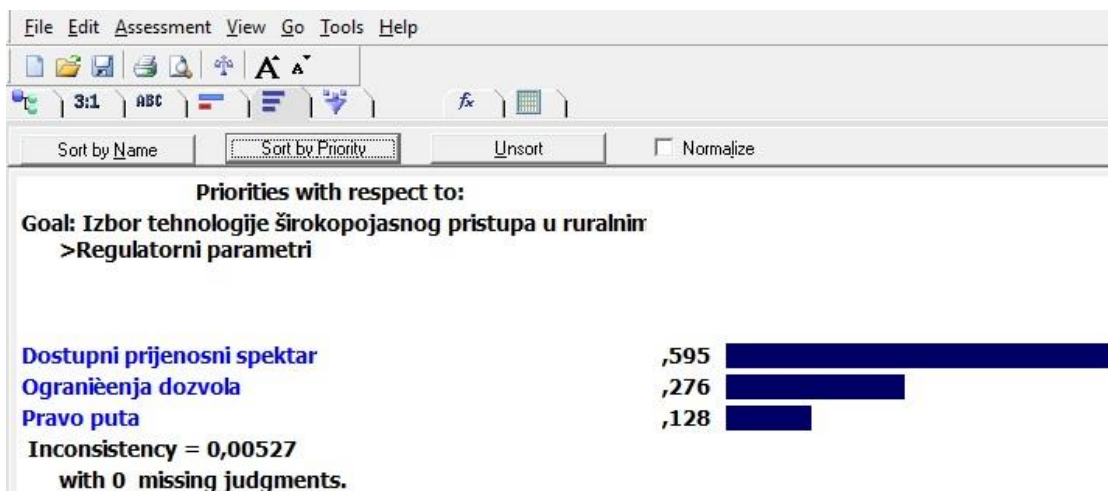 File Edit Assessment View Go Tools Help
A A
3:1 ABC fx
Sort by Name Sort by Priority Unsort Normalize
Priorities with respect to:
Goal: Izbor tehnologije širokopojasnog pristupa u ruralnim
>Regulatorni parametri
Dostupni prijenosni spektar ,595
Ogranièenja dozvola ,276
Pravo puta ,128
Inconsistency = 0,00527
with 0 missing judgments.